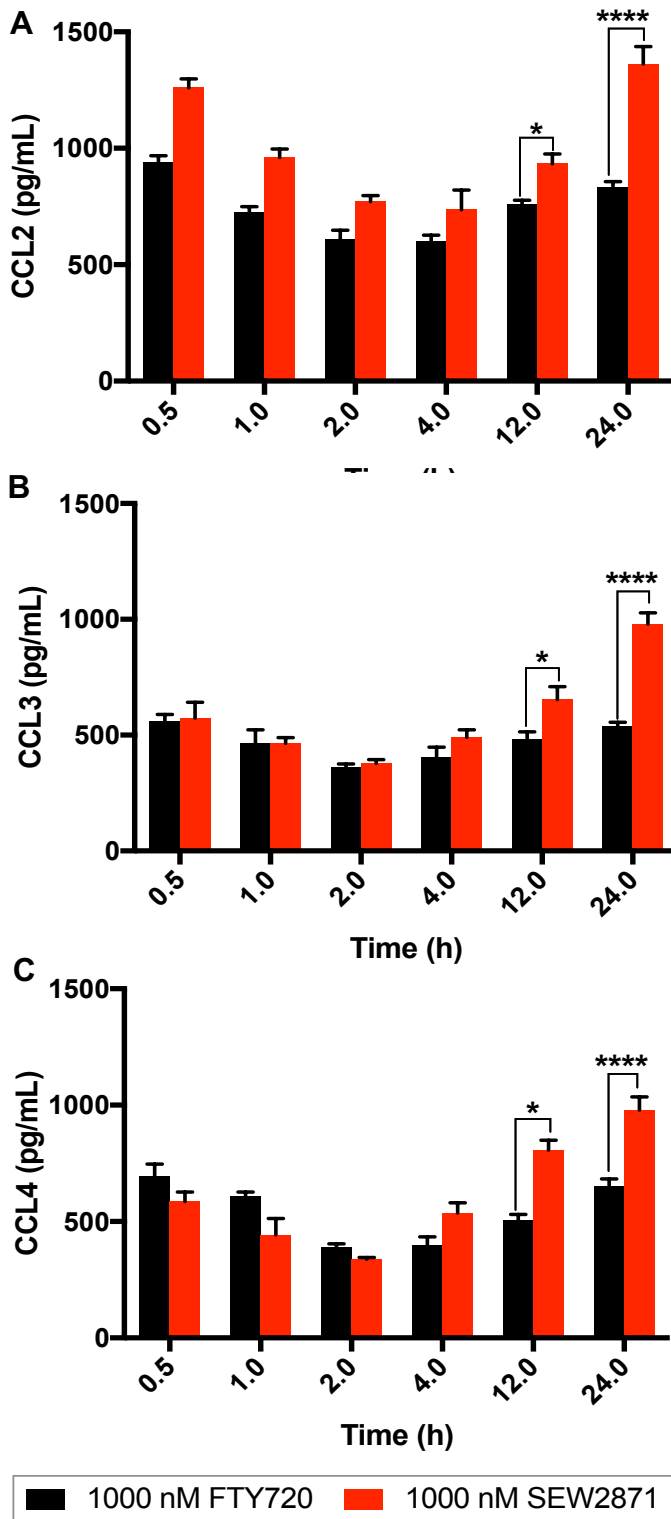 A
CCL2 (pg/mL)
1500
1000
500
0
*
****
0.5 1.0 2.0 4.0 12.0 24.0
B
CCL3 (pg/mL)
1500
1000
500
0
*
****
0.5 1.0 2.0 4.0 12.0 24.0
Time (h)
C
CCL4 (pg/mL)
1500
1000
500
0
*
****
0.5 1.0 2.0 4.0 12.0 24.0
Time (h)
1000 nM FTY720 1000 nM SEW2871